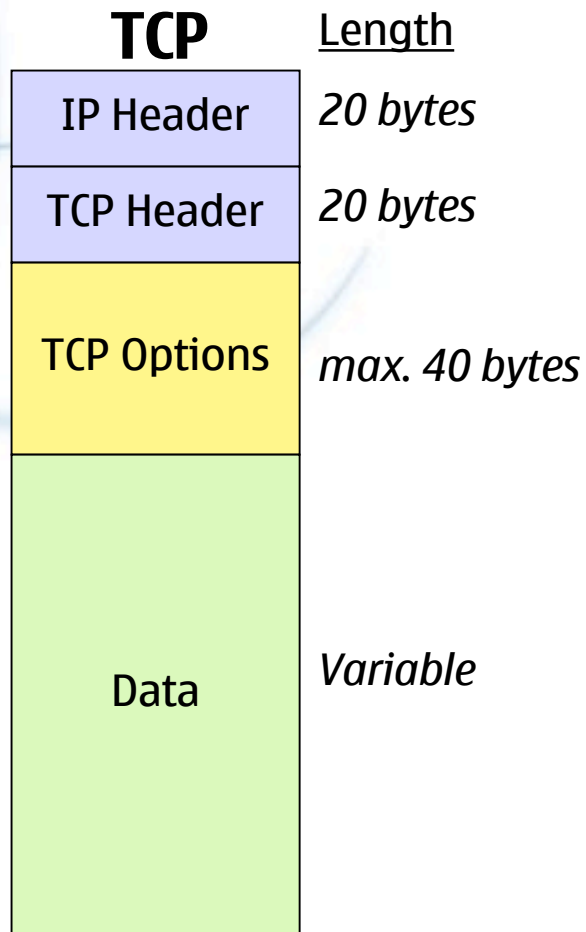 TCP
Length
IP Header
20 bytes
TCP Header
20 bytes
TCP Options
max. 40 bytes
Data
Variable